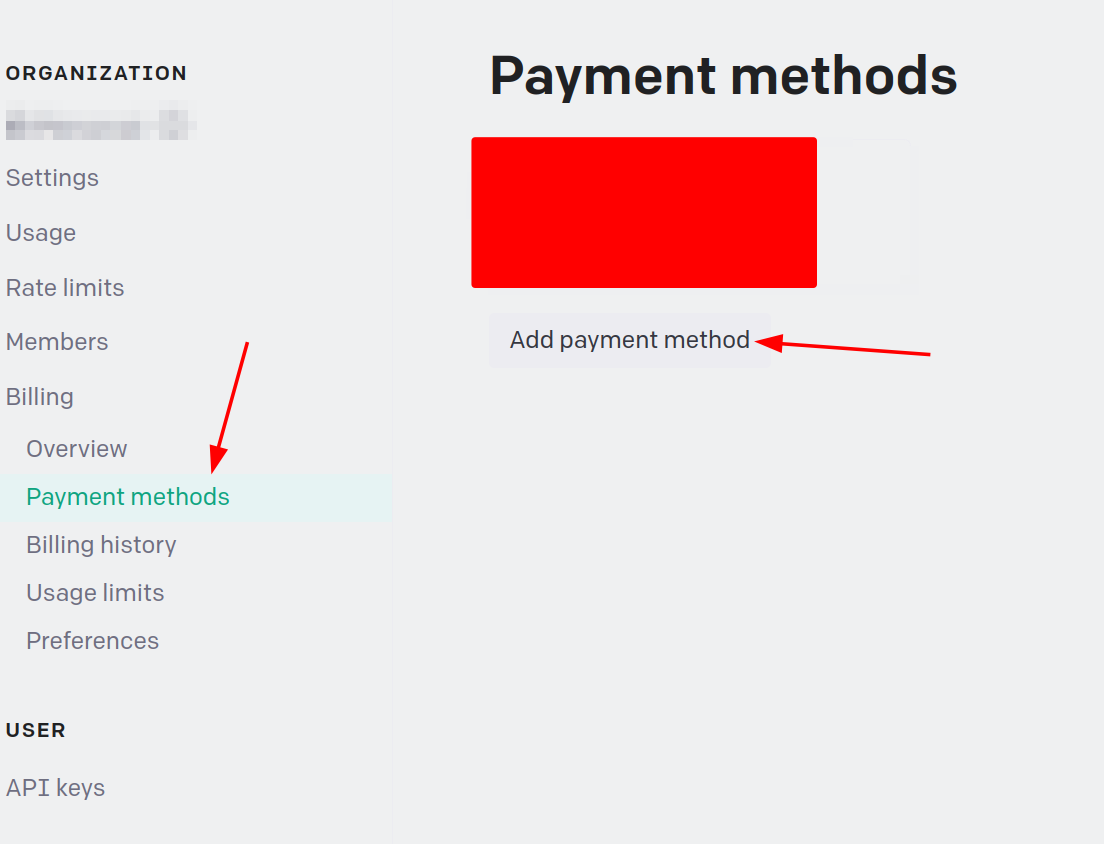 ORGANIZATION
Settings
Usage
Rate limits
Members
Billing
Overview
Payment methods
Billing history
Usage limits
Preferences
USER
API keys
Payment methods
Add payment method